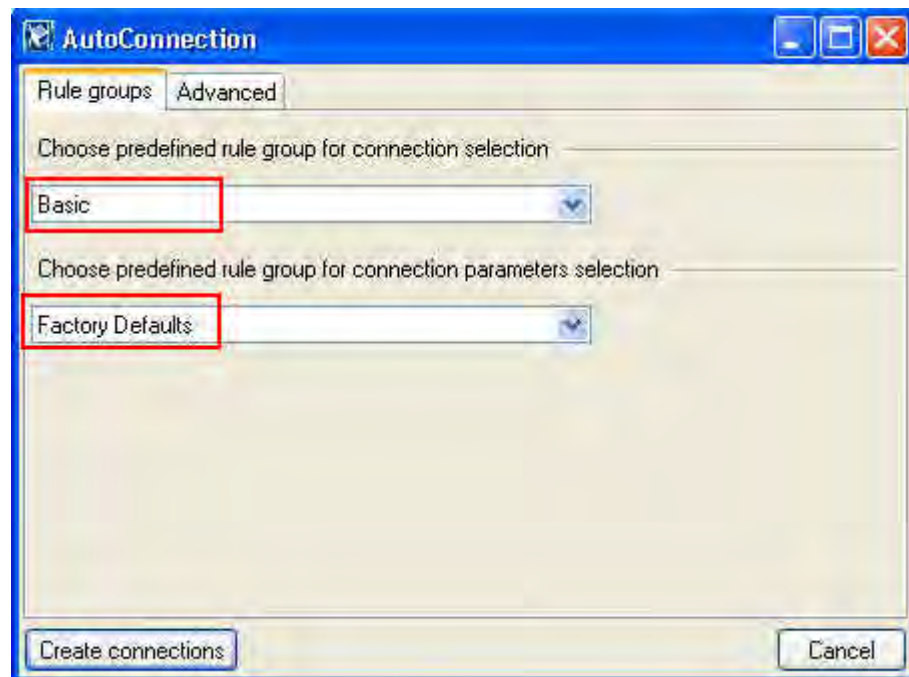 AutoConnection
Rule groups Advanced
Choose predefined rule group for connection selection
Basic
Choose predefined rule group for connection parameters selection
Factory Defaults
Create connections Cancel